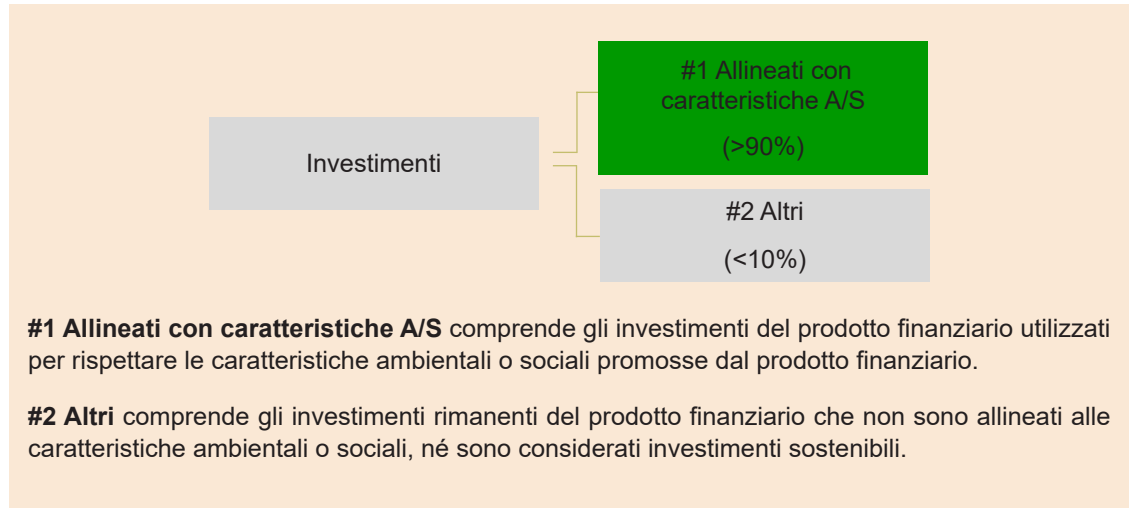 #1 Allineati con
caratteristiche A/S
(>90%)
Investimenti
#2 Altri
(<10%)
#1 Allineati con caratteristiche A/S comprende gli investimenti del prodotto finanziario utilizzati
per rispettare le caratteristiche ambientali o sociali promosse dal prodotto finanziario.
#2 Altri comprende gli investimenti rimanenti del prodotto finanziario che non sono allineati alle
caratteristiche ambientali o sociali, né sono considerati investimenti sostenibili.